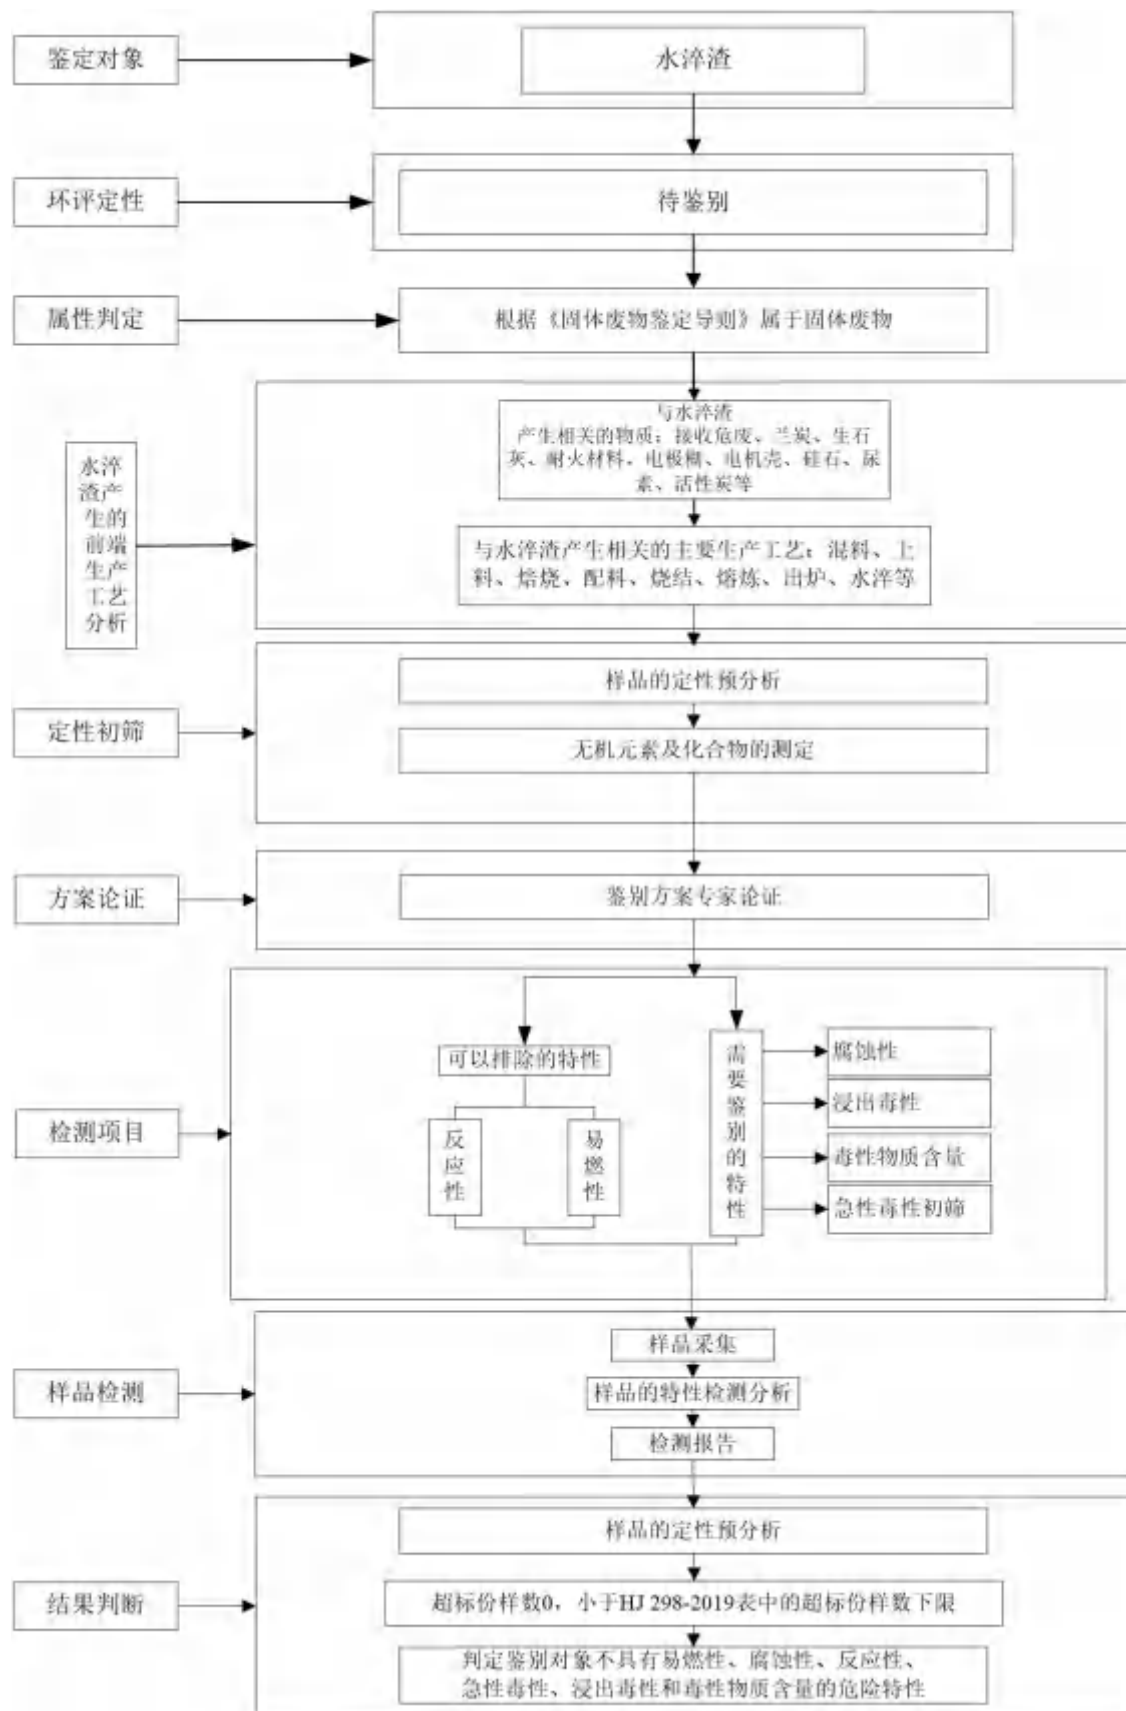 鉴定对象
水淬渣
环评定性
待鉴别
属性判定
根据《固体废物鉴定导则》属于固体废物
水淬
渣产
生的
前端
生产
工艺
分析
与水淬渣
产生相关的物质：接收危废、兰炭、生石
灰、耐火材料、电极糊、电机壳、硅石、尿
素、活性炭等
与水淬渣产生相关的主要生产工艺：混料、上
料、焙烧、配料、烧结、熔炼、出炉、水淬等
定性初筛
样品的定性预分析
无机元素及化合物的测定
方案论证
鉴别方案专家论证
检测项目
可以排除的特性
反
应
性
易
燃
性
需
要
鉴
别
的
特
性
腐蚀性
浸出毒性
毒性物质含量
急性毒性初筛
样品检测
样品采集
样品的特性检测分析
检测报告
结果判断
样品的定性预分析
超标份样数0，小于HJ 298-2019表中的超标份样数下限
判定鉴别对象不具有易燃性、腐蚀性、反应性、
急性毒性、浸出毒性和毒性物质含量的危险特性